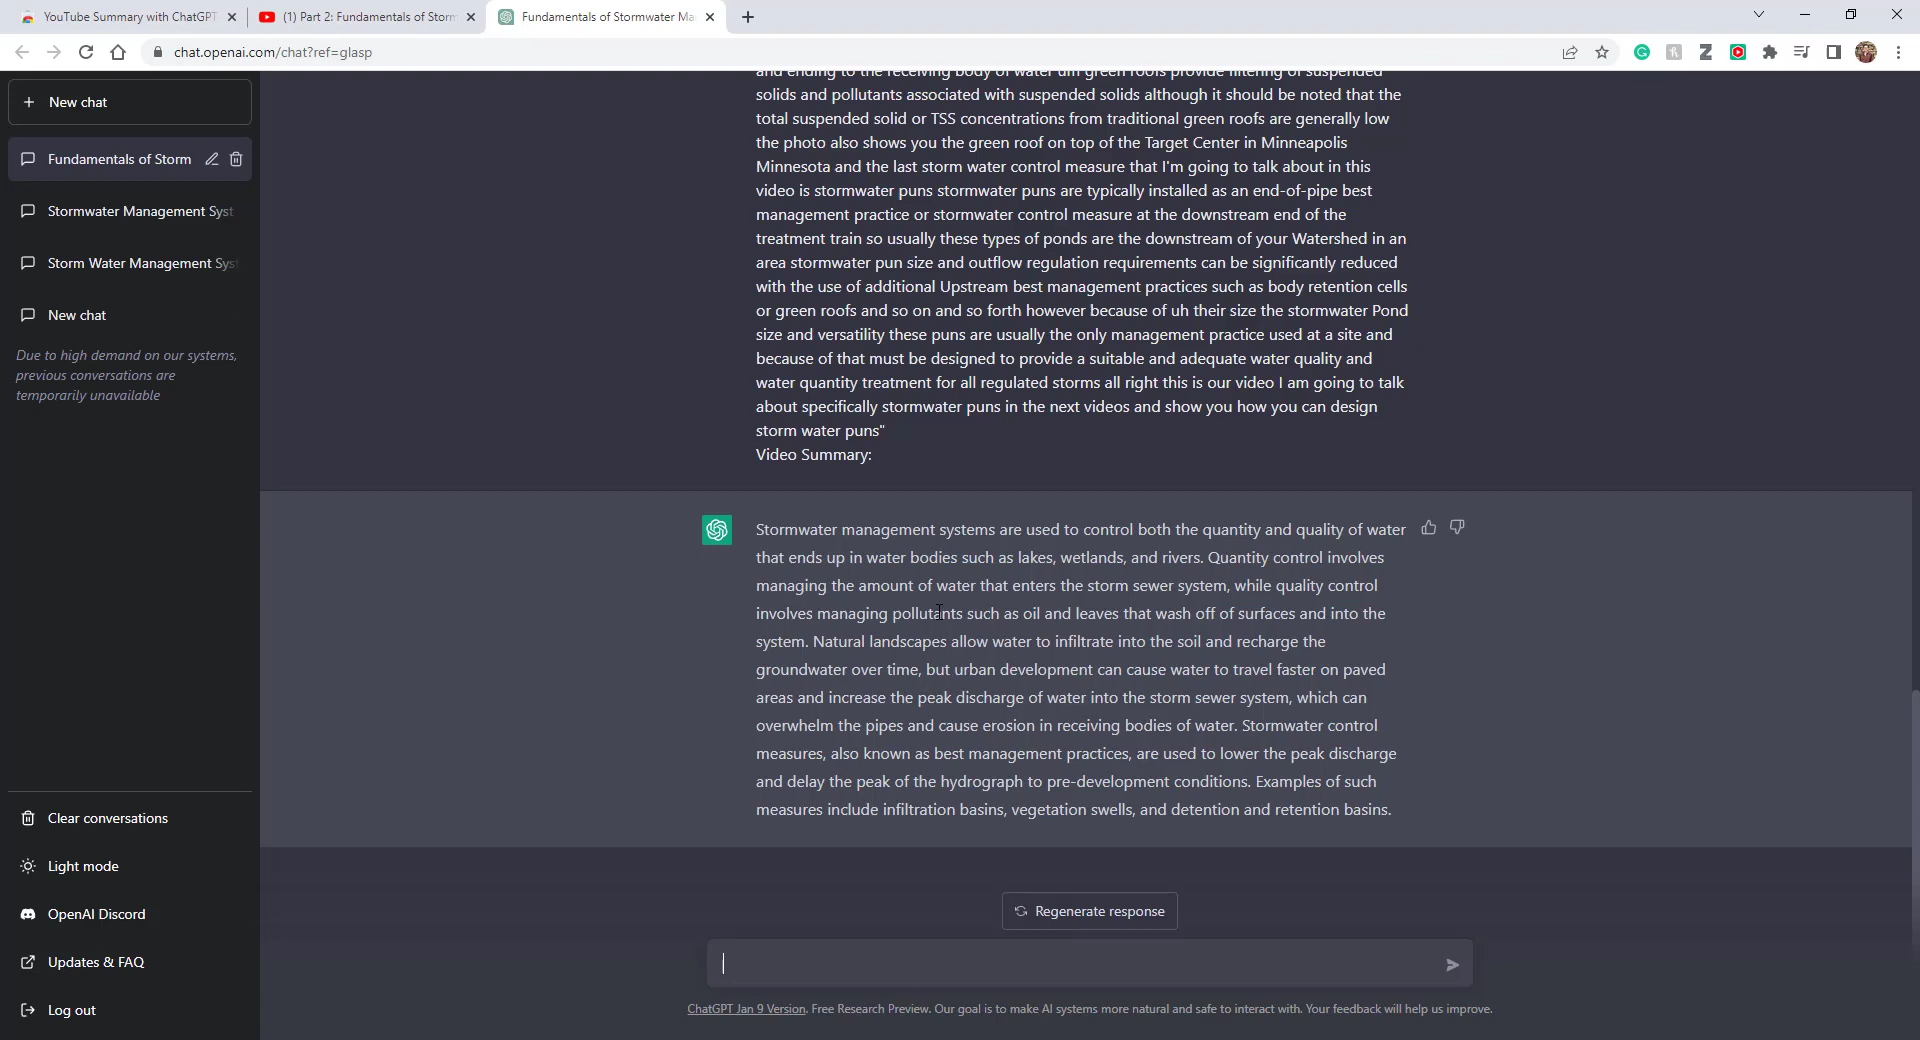 YouTube Summary with ChatGPT
(1) Part 2: Fundamentals of Storm
Fundamentals of Stormwater Ma
chat.openai.com/chat?ref=glasp
New chat
Fundamentals of Storm
Stormwater Management Syst
Storm Water Management Syst
New chat
Due to high demand on our systems,
previous conversations are
temporarily unavailable
Clear conversations
Light mode
OpenAI Discord
Updates & FAQ
Log out
and ending to the receiving body of water um green roofs provide filtering of suspended
solids and pollutants associated with suspended solids although it should be noted that the
total suspended solid or TSS concentrations from traditional green roofs are generally low
the photo also shows you the green roof on top of the Target Center in Minneapolis
Minnesota and the last storm water control measure that I'm going to talk about in this
video is stormwater puns stormwater puns are typically installed as an end-of-pipe best
management practice or stormwater control measure at the downstream end of the
treatment train so usually these types of ponds are the downstream of your Watershed in an
area stormwater pun size and outflow regulation requirements can be significantly reduced
with the use of additional Upstream best management practices such as body retention cells
or green roofs and so on and so forth however because of uh their size the stormwater Pond
size and versatility these puns are usually the only management practice used at a site and
because of that must be designed to provide a suitable and adequate water quality and
water quantity treatment for all regulated storms all right this is our video I am going to talk
about specifically stormwater puns in the next videos and show you how you can design
storm water puns"
Video Summary:
Stormwater management systems are used to control both the quantity and quality of water
that ends up in water bodies such as lakes, wetlands, and rivers. Quantity control involves
managing the amount of water that enters the storm sewer system, while quality control
involves managing pollutants such as oil and leaves that wash off of surfaces and into the
system. Natural landscapes allow water to infiltrate into the soil and recharge the
groundwater over time, but urban development can cause water to travel faster on paved
areas and increase the peak discharge of water into the storm sewer system, which can
overwhelm the pipes and cause erosion in receiving bodies of water. Stormwater control
measures, also known as best management practices, are used to lower the peak discharge
and delay the peak of the hydrograph to pre-development conditions. Examples of such
measures include infiltration basins, vegetation swells, and detention and retention basins.
Regenerate response
ChatGPT Jan 9 Version. Free Research Preview. Our goal is to make AI systems more natural and safe to interact with. Your feedback will help us improve.